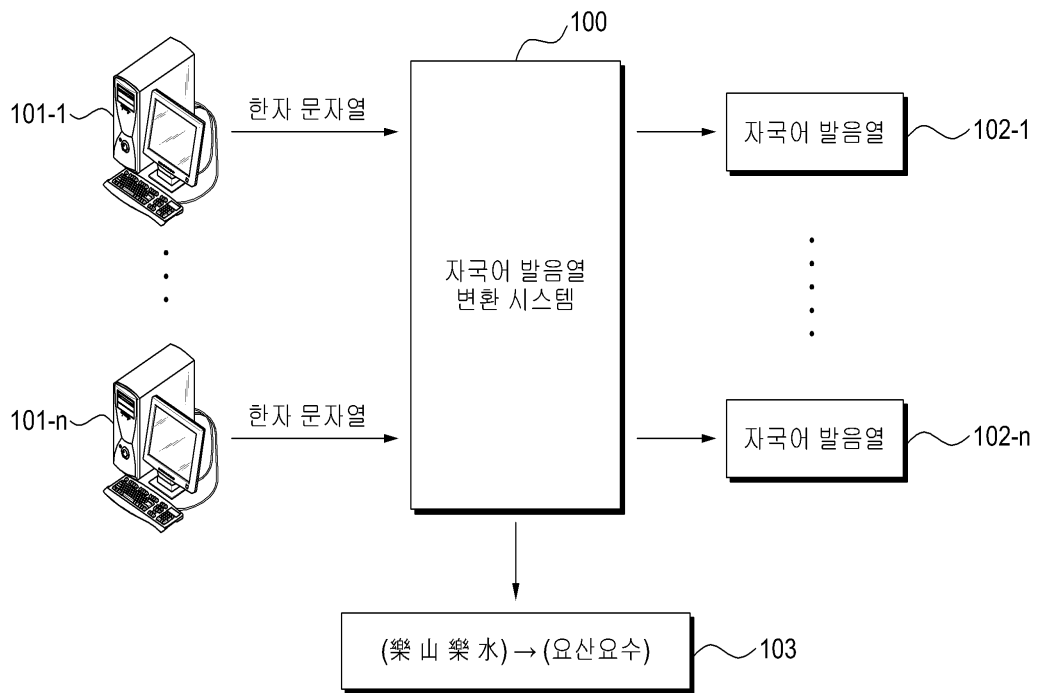 100
101-1
한자 문자열
자국어 발음열
102-1
자국어 발음열
변환 시스템
101-n
한자 문자열
자국어 발음열
102-n
(樂 山 樂 水) → (요산요수)
103